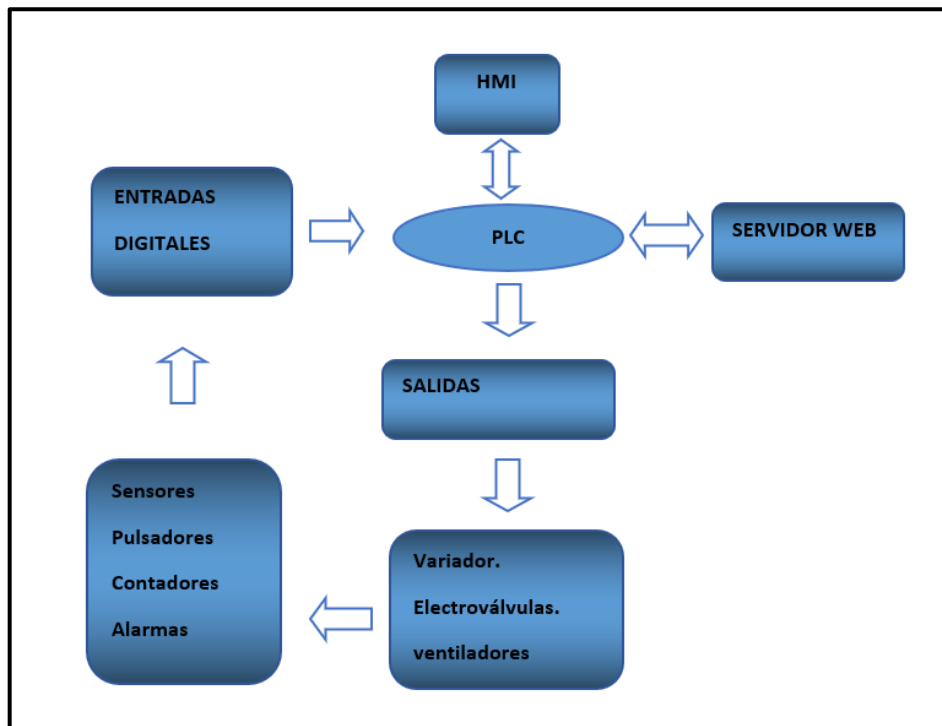 HMI
ENTRADAS
DIGITALES
PLC
SERVIDOR WEB
SALIDAS
Sensores
Pulsadores
Contadores
Alarmas
Variador.
Electroválvulas.
ventiladores